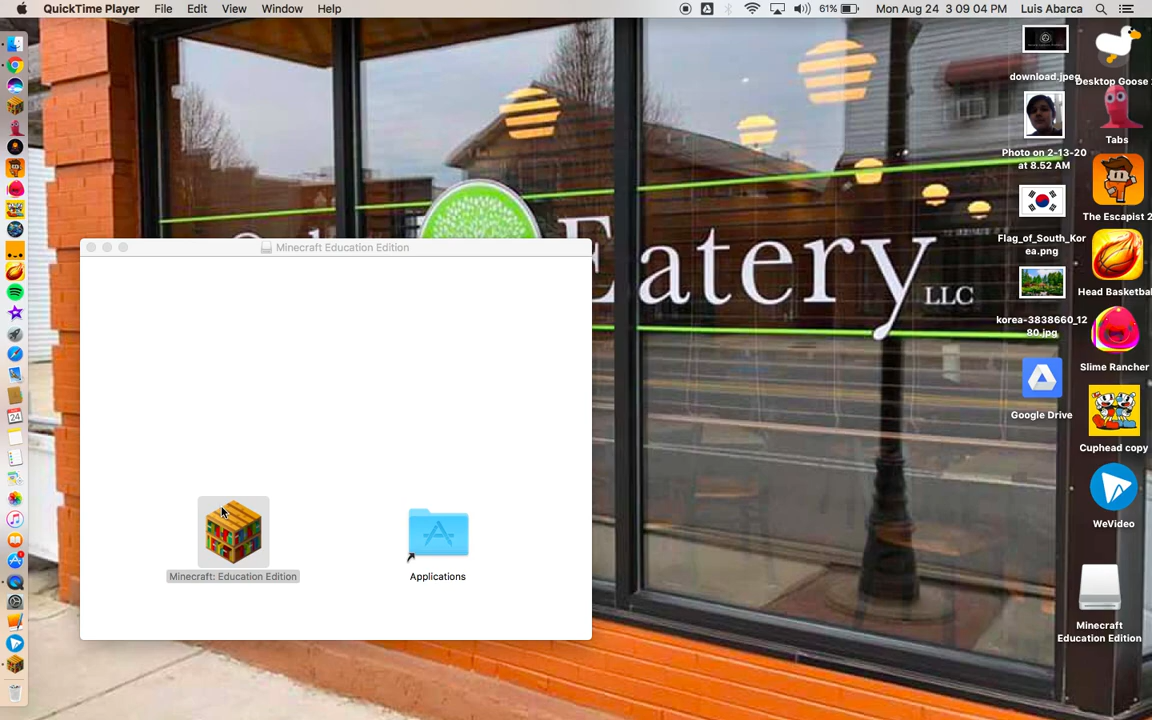 QuickTime Player File Edit View Window Help 61% Mon Aug 24 3 09 04 PM Luis Abarca
download.jpeg
Desktop Goose
Tabs
Photo on 2-13-20
at 8.52 AM
The Escapist 2
Flag_of_South_Kor
ea.png
Head Basketbal
korea-3838660_12
80.jpg
Slime Rancher
Google Drive
Cuphead copy
WeVideo
Minecraft
Education Edition
Minecraft Education Edition
Minecraft: Education Edition
Applications
Eatery LLC
24